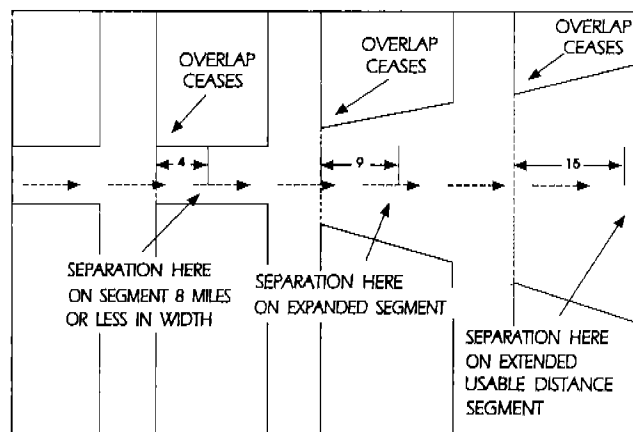 OVERLAP
CEASES
OVERLAP
CEASES
OVERLAP
CEASES
4
9
15
SEPARATION HERE
ON SEGMENT 8 MILES
OR LESS IN WIDTH
SEPARATION HERE
ON EXPANDED SEGMENT
SEPARATION HERE
ON EXTENDED
USABLE DISTANCE
SEGMENT